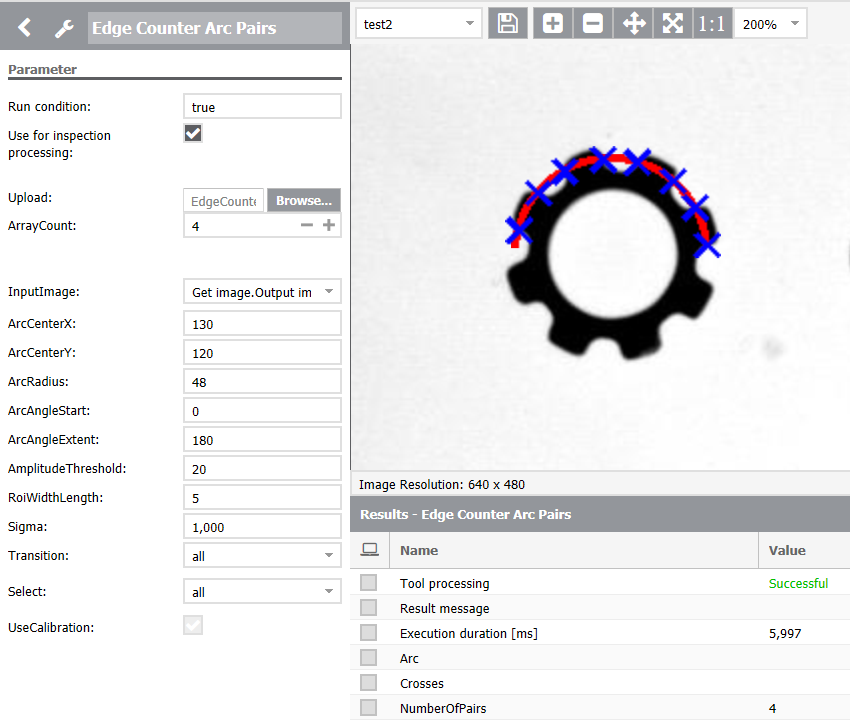 Edge Counter Arc Pairs
Parameter
Run condition: true
Use for inspection
processing:
Upload: EdgeCounte Browse...
ArrayCount: 4
InputImage: Get image.Output im
ArcCenterX: 130
ArcCenterY: 120
ArcRadius: 48
ArcAngleStart: 0
ArcAngleExtent: 180
AmplitudeThreshold: 20
RoiWidthLength: 5
Sigma: 1,000
Transition: all
Select: all
UseCalibration:
test2 1:1 200%
Image Resolution: 640 x 480
Results - Edge Counter Arc Pairs
Name Value
Tool processing Successful
Result message
Execution duration [ms] 5,997
Arc
Crosses
NumberOfPairs 4